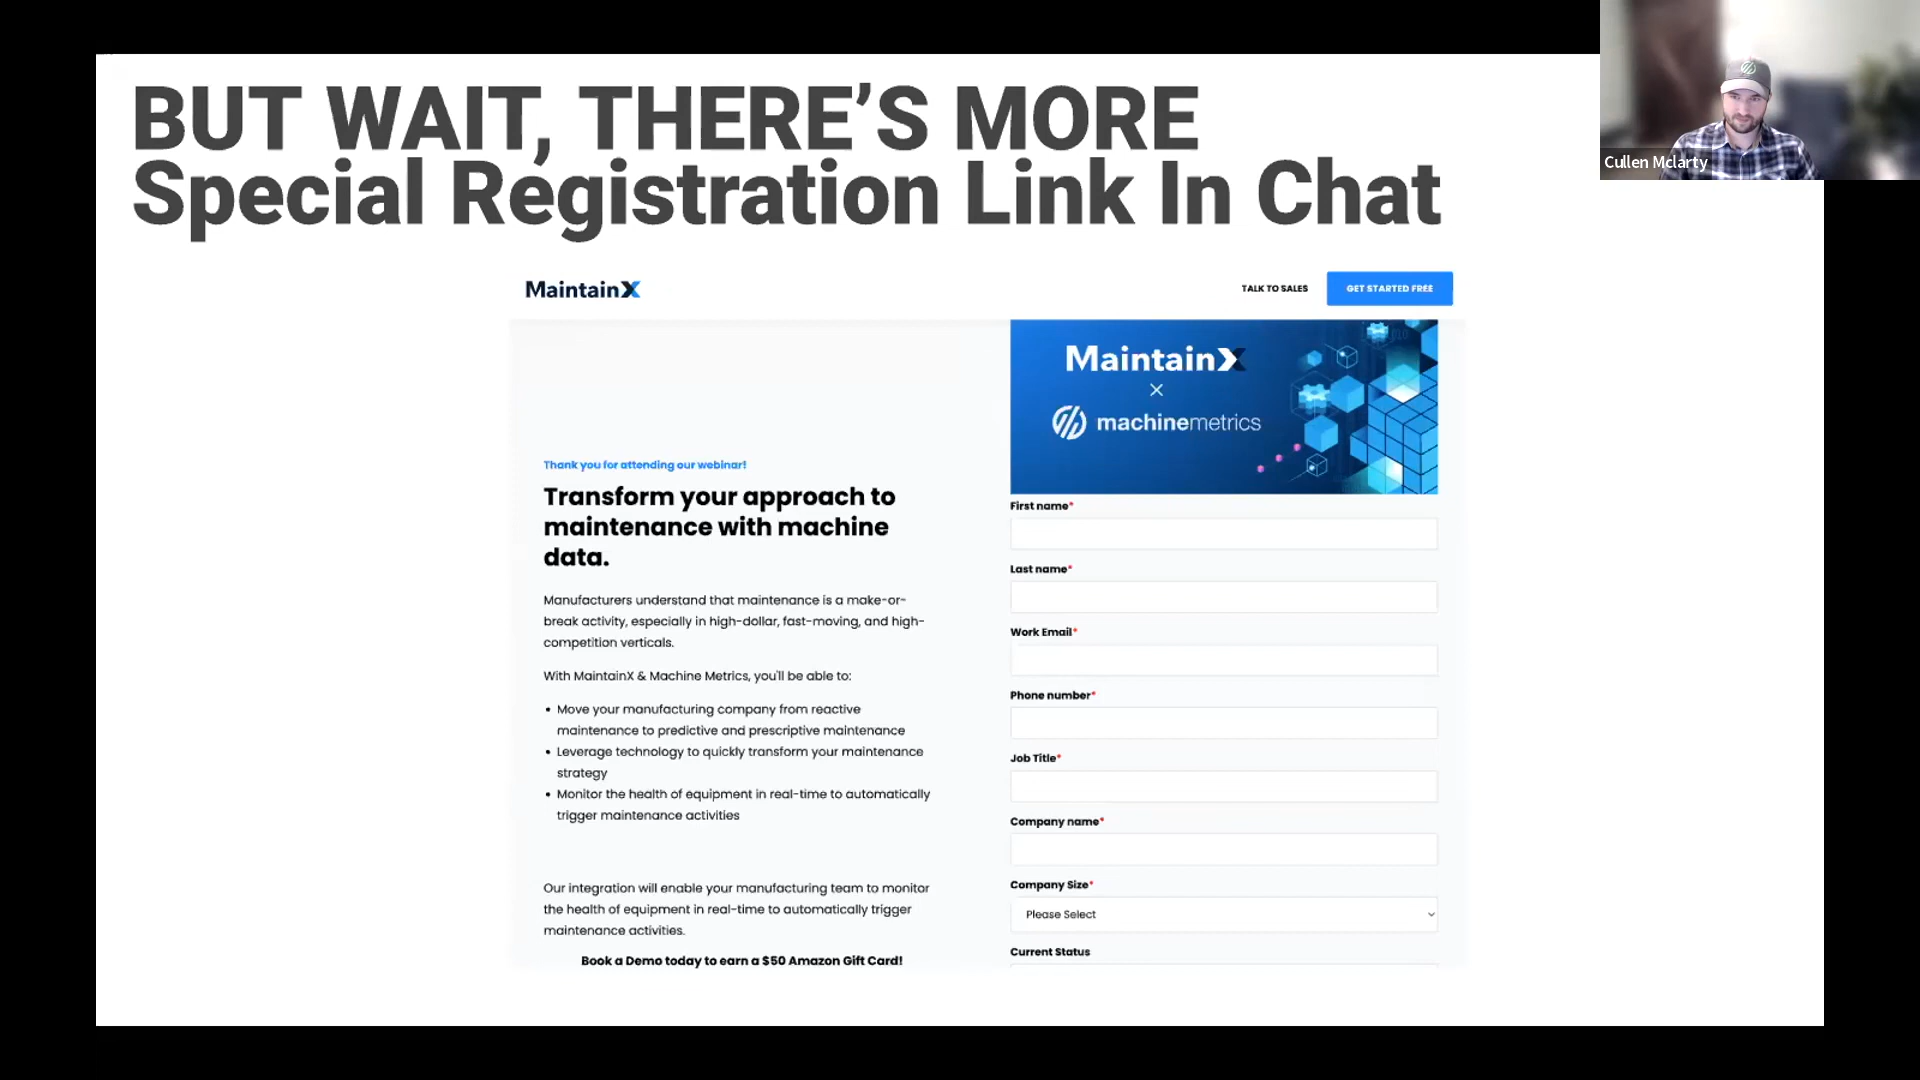 BUT WAIT, THERE’S MORE
Special Registration Link In Chat
Cullen Mclarty
MaintainX
TALK TO SALES
GET STARTED FREE
Thank you for attending our webinar!
Transform your approach to
maintenance with machine
data.
Manufacturers understand that maintenance is a make-or-
break activity, especially in high-dollar, fast-moving, and high-
competition verticals.
With MaintainX & Machine Metrics, you'll be able to:
• Move your manufacturing company from reactive
maintenance to predictive and prescriptive maintenance
• Leverage technology to quickly transform your maintenance
strategy
• Monitor the health of equipment in real-time to automatically
trigger maintenance activities
Our integration will enable your manufacturing team to monitor
the health of equipment in real-time to automatically trigger
maintenance activities.
Book a Demo today to earn a $50 Amazon Gift Card!
MaintainX
×
machinemetrics
First name*
Last name*
Work Email*
Phone number*
Job Title*
Company name*
Company Size*
Please Select
Current Status